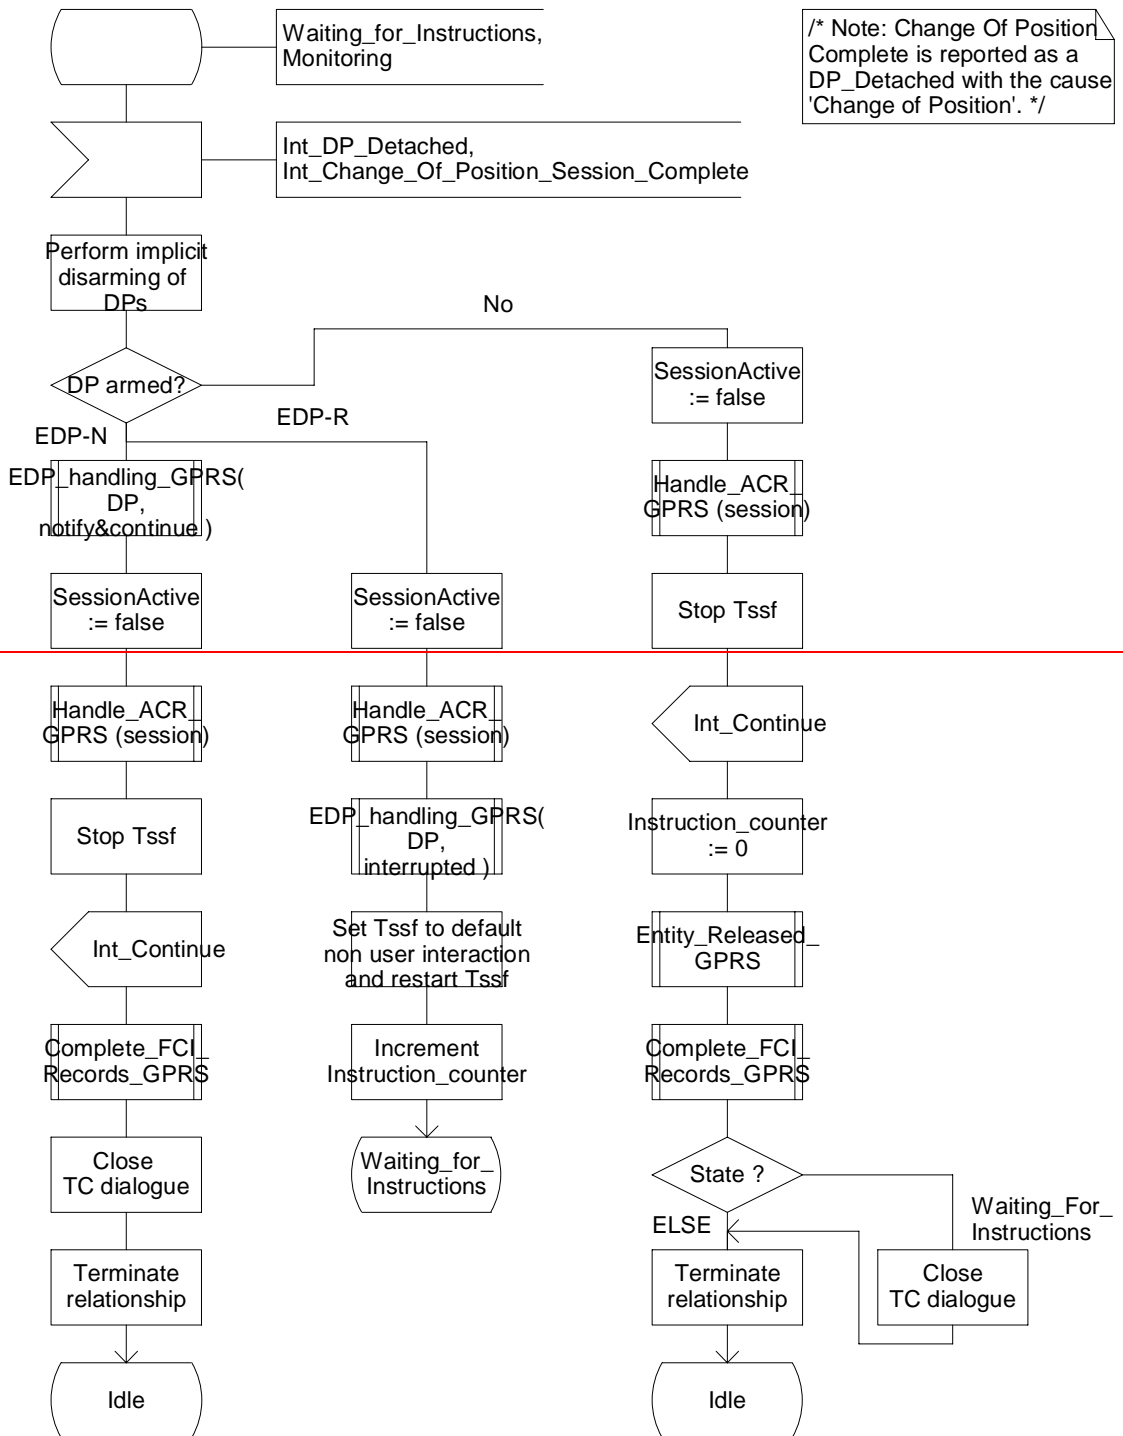 Waiting_for_Instructions,
Monitoring
/* Note: Change Of Position
Complete is reported as a
DP_Detached with the cause
'Change of Position'. */
Int_DP_Detached,
Int_Change_Of_Position_Session_Complete
Perform implicit
disarming of
DPs
No
DP armed?
EDP-N
EDP-R
SessionActive
:= false
EDP_handling_GPRS(
DP,
notify&continue )
Handle_ACR_
GPRS (session)
SessionActive
:= false
SessionActive
:= false
Stop Tssf
Handle_ACR_
GPRS (session)
Handle_ACR_
GPRS (session)
Int_Continue
Stop Tssf
EDP_handling_GPRS(
DP,
interrupted )
Instruction_counter
:= 0
Int_Continue
Set Tssf to default
non user interaction
and restart Tssf
Entity_Released_
GPRS
Complete_FCI_
Records_GPRS
Increment
Instruction_counter
Complete_FCI_
Records_GPRS
Close
TC dialogue
Waiting_for_
Instructions
State ?
Waiting_For_
Instructions
ELSE
Terminate
relationship
Terminate
relationship
Close
TC dialogue
Idle
Idle